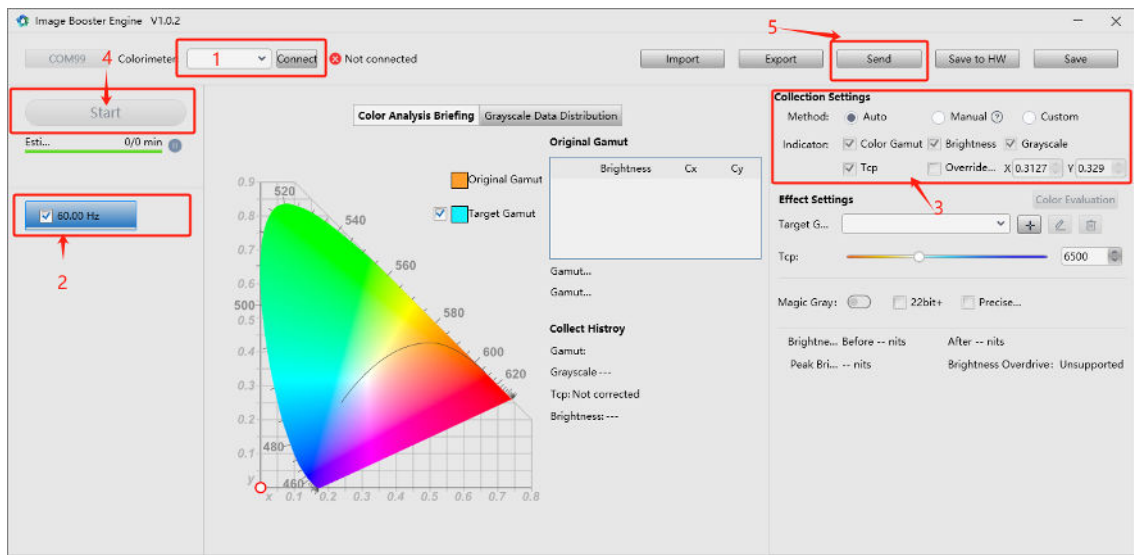 Image Booster Engine V1.0.2
5
COM99 4 Colorimeter 1 Connect Not connected Import Export Send Save to HW Save
Start
Esti... 0/0 min
60.00 Hz
2
Color Analysis Briefing Grayscale Data Distribution
Original Gamut
Target Gamut
0.9
0.8
0.7
0.6
0.5
0.4
0.3
0.2
0.1
y
x 0.1 0.2 0.3 0.4 0.5 0.6 0.7 0.8
520
540
560
580
600
620
500
480
460
Original Gamut
Brightness Cx Cy
Gamut...
Gamut...
Collect Histroy
Gamut:
Grayscale ---
Tcp: Not corrected
Brightness: ---
Collection Settings
Method: Auto Manual ? Custom
Indicator: Color Gamut Brightness Grayscale
Tcp Override... X 0.3127 Y 0.329
3
Effect Settings Color Evaluation
Target G...
Tcp: 6500
Magic Gray: 22bit+ Precise...
Brightne... Before -- nits After -- nits
Peak Bri... -- nits Brightness Overdrive: Unsupported